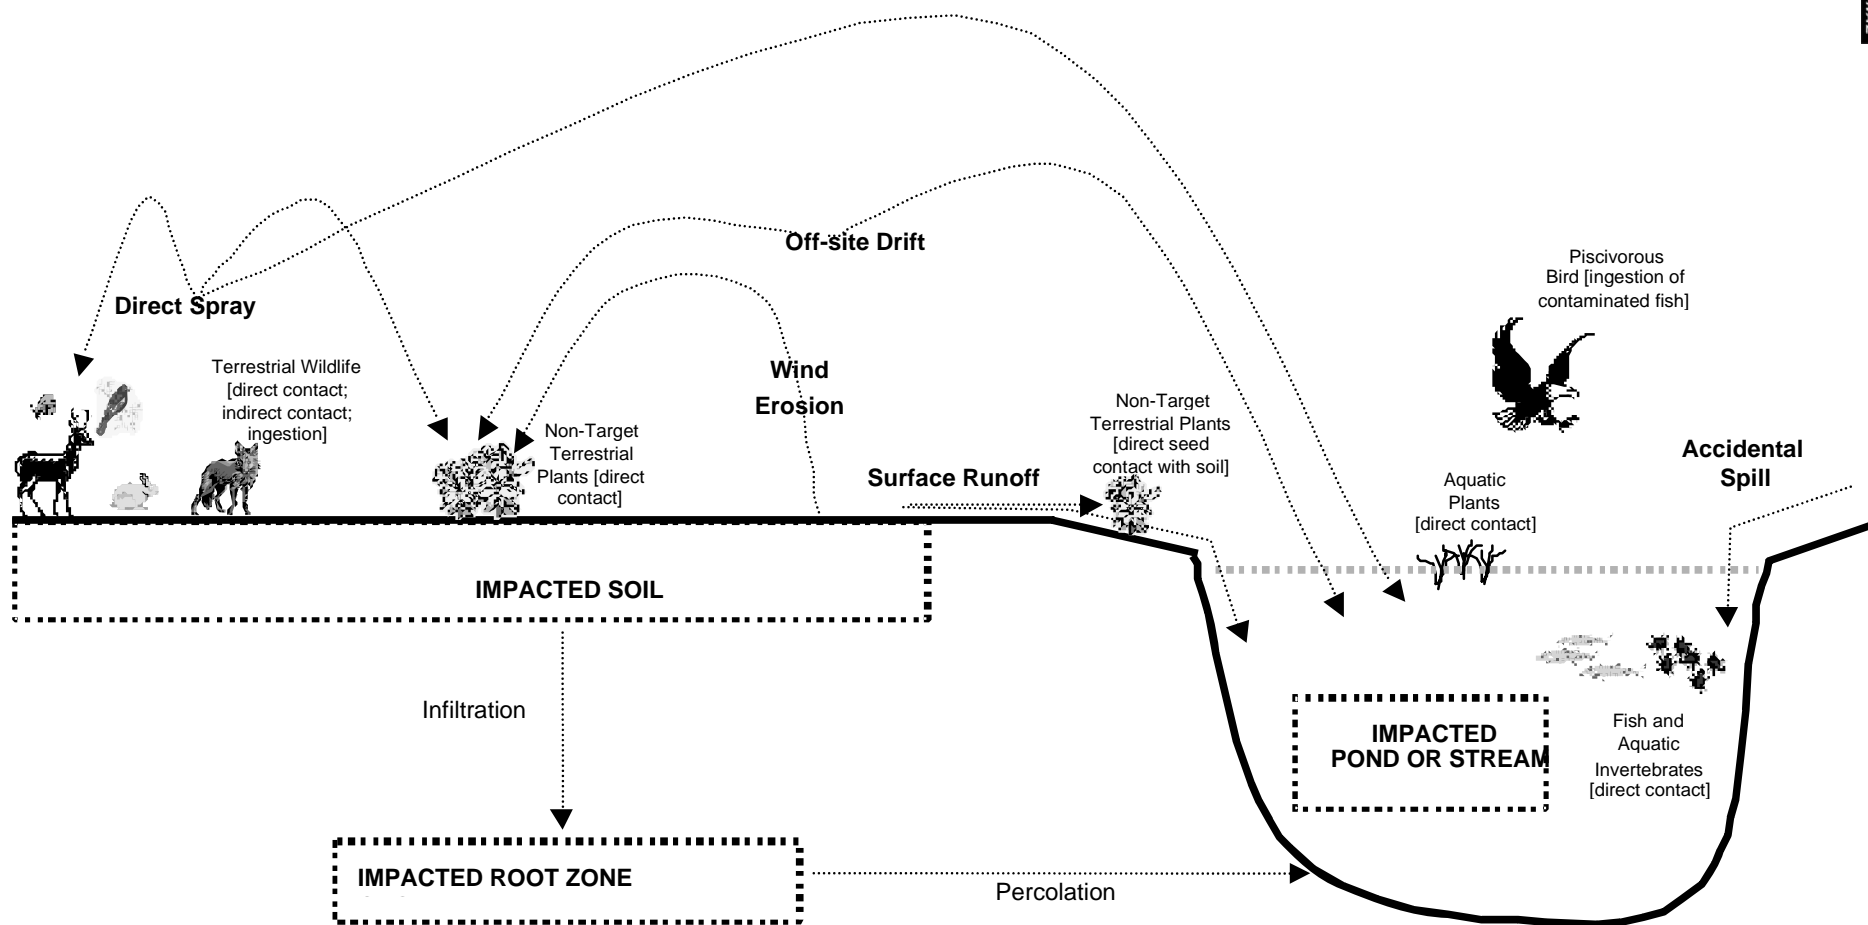 Off-site Drift
Direct Spray
Piscivorous
Bird [ingestion of
contaminated fish]
Terrestrial Wildlife
[direct contact;
indirect contact;
ingestion]
Wind
Erosion
Non-Target
Terrestrial
Plants [direct
contact]
Surface Runoff
Non-Target
Terrestrial Plants
[direct seed
contact with soil]
Aquatic
Plants
[direct contact]
Accidental
Spill
IMPACTED SOIL
Infiltration
IMPACTED
POND OR STREAM
Fish and
Aquatic
Invertebrates
[direct contact]
IMPACTED ROOT ZONE
Percolation